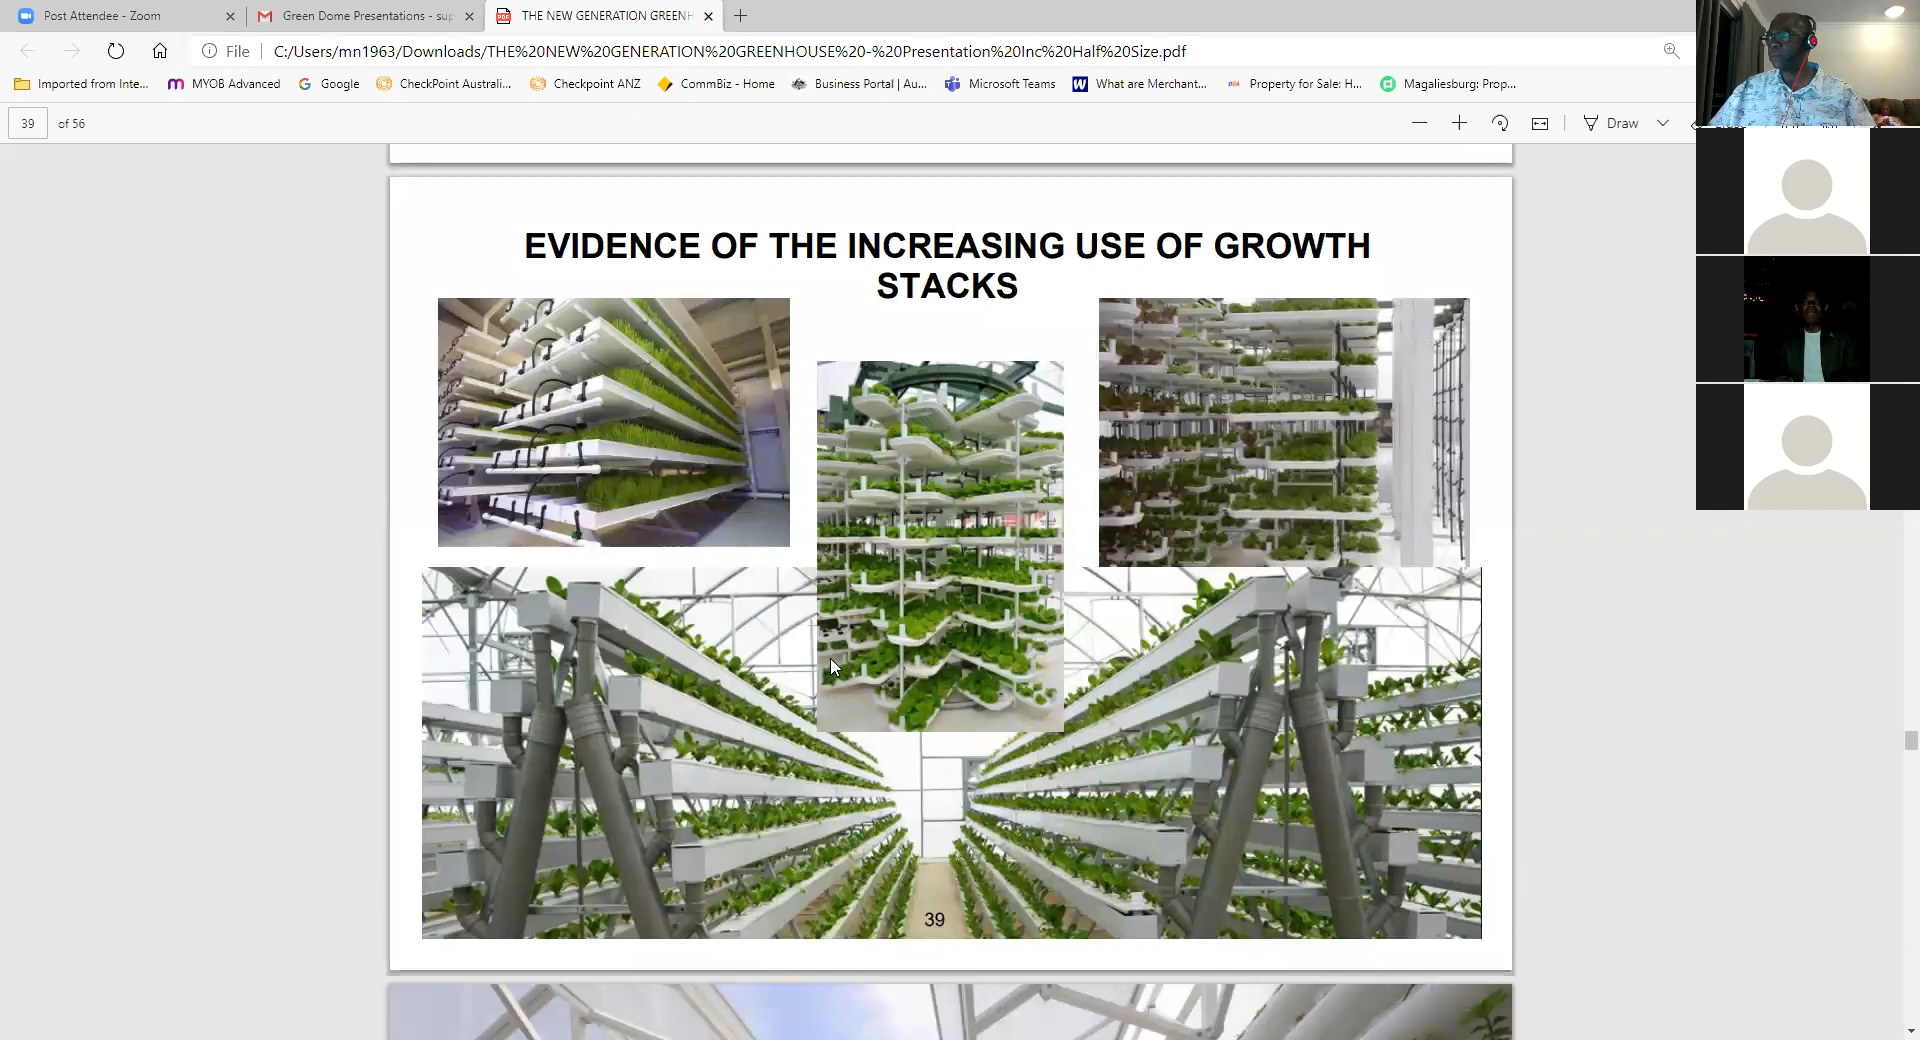 Post Attendee - Zoom
Green Dome Presentations - sup
THE NEW GENERATION GREENH
File
C:/Users/mn1963/Downloads/THE%20NEW%20GENERATION%20GREENHOUSE%20-%20Presentation%20Inc%20Half%20Size.pdf
Imported from Inte...
MYOB Advanced
Google
CheckPoint Australi...
Checkpoint ANZ
CommBiz - Home
Business Portal | Au...
Microsoft Teams
What are Merchant...
Property for Sale: H...
Magaliesburg: Prop...
39 of 56
Draw
EVIDENCE OF THE INCREASING USE OF GROWTH
STACKS
39